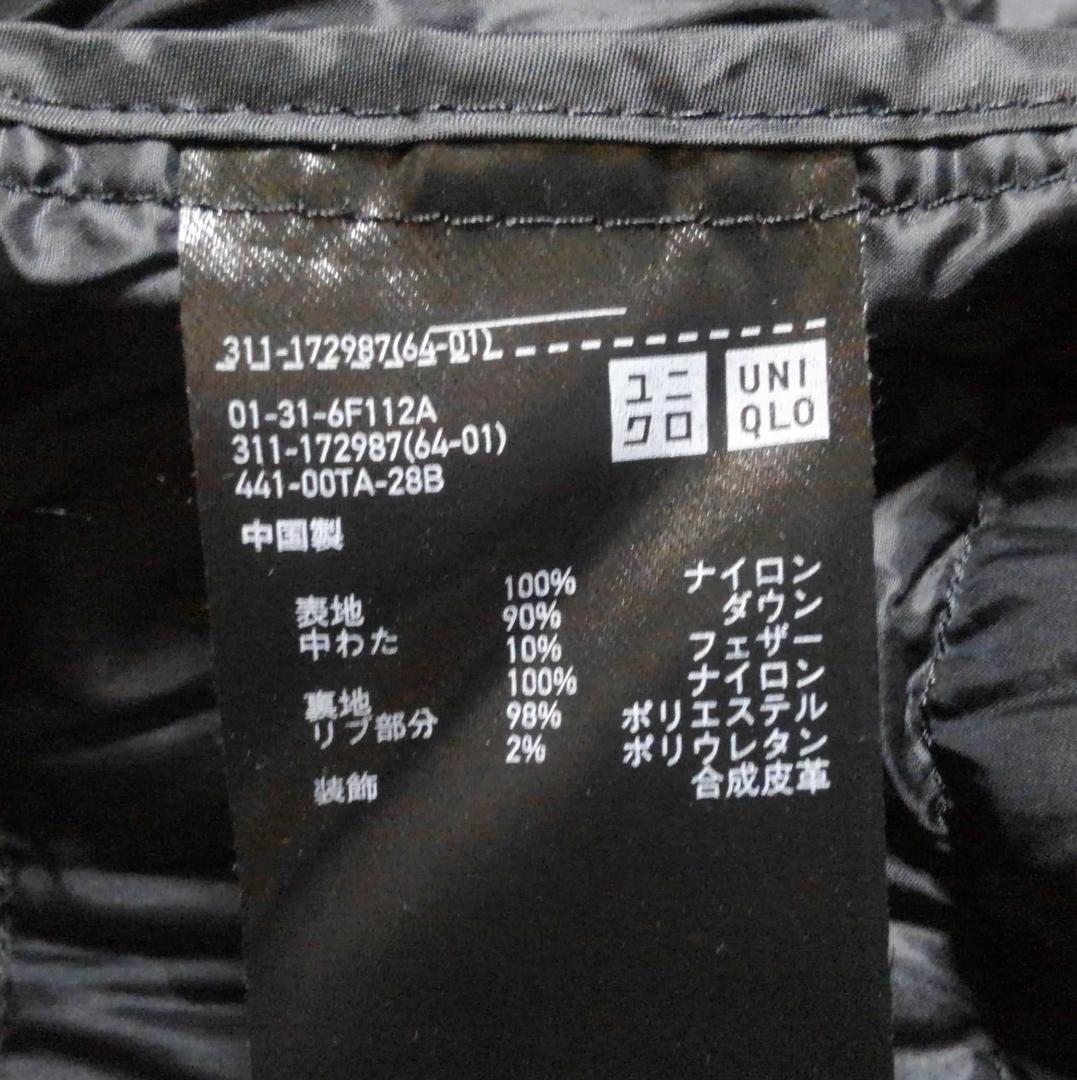 311-172987(64-01)
ユニ
クロ
UNI
QLO
01-31-6F112A
311-172987(64-01)
441-00TA-28B
中国製
表地 100% ナイロン
中わた 90% ダウン
10% フェザー
裏地 100% ナイロン
リブ部分 98% ポリエステル
2% ポリウレタン
装飾 合成皮革